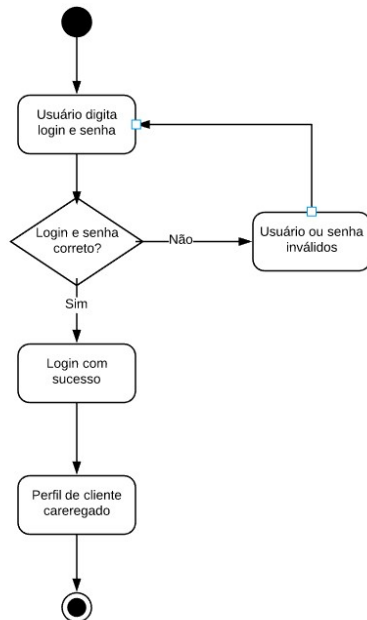 Usuário digita
login e senha
Login e senha
correto?
Não
Usuário ou senha
inválidos
Sim
Login com
sucesso
Perfil de cliente
careregado